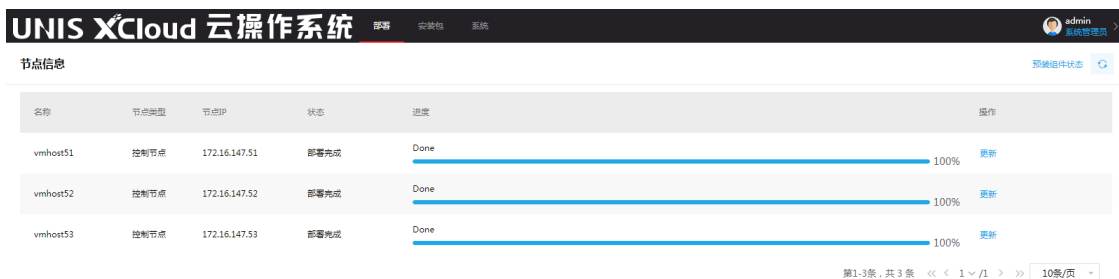 UNIS XCloud 云操作系统 部署 安装包 系统 admin
系统管理员
节点信息 预装组件状态
名称 节点类型 节点IP 状态 进度 操作
vmhost51 控制节点 172.16.147.51 部署完成 Done 100% 更新
vmhost52 控制节点 172.16.147.52 部署完成 Done 100% 更新
vmhost53 控制节点 172.16.147.53 部署完成 Done 100% 更新
第1-3条 , 共 3 条 << < 1 /1 > >> 10条/页